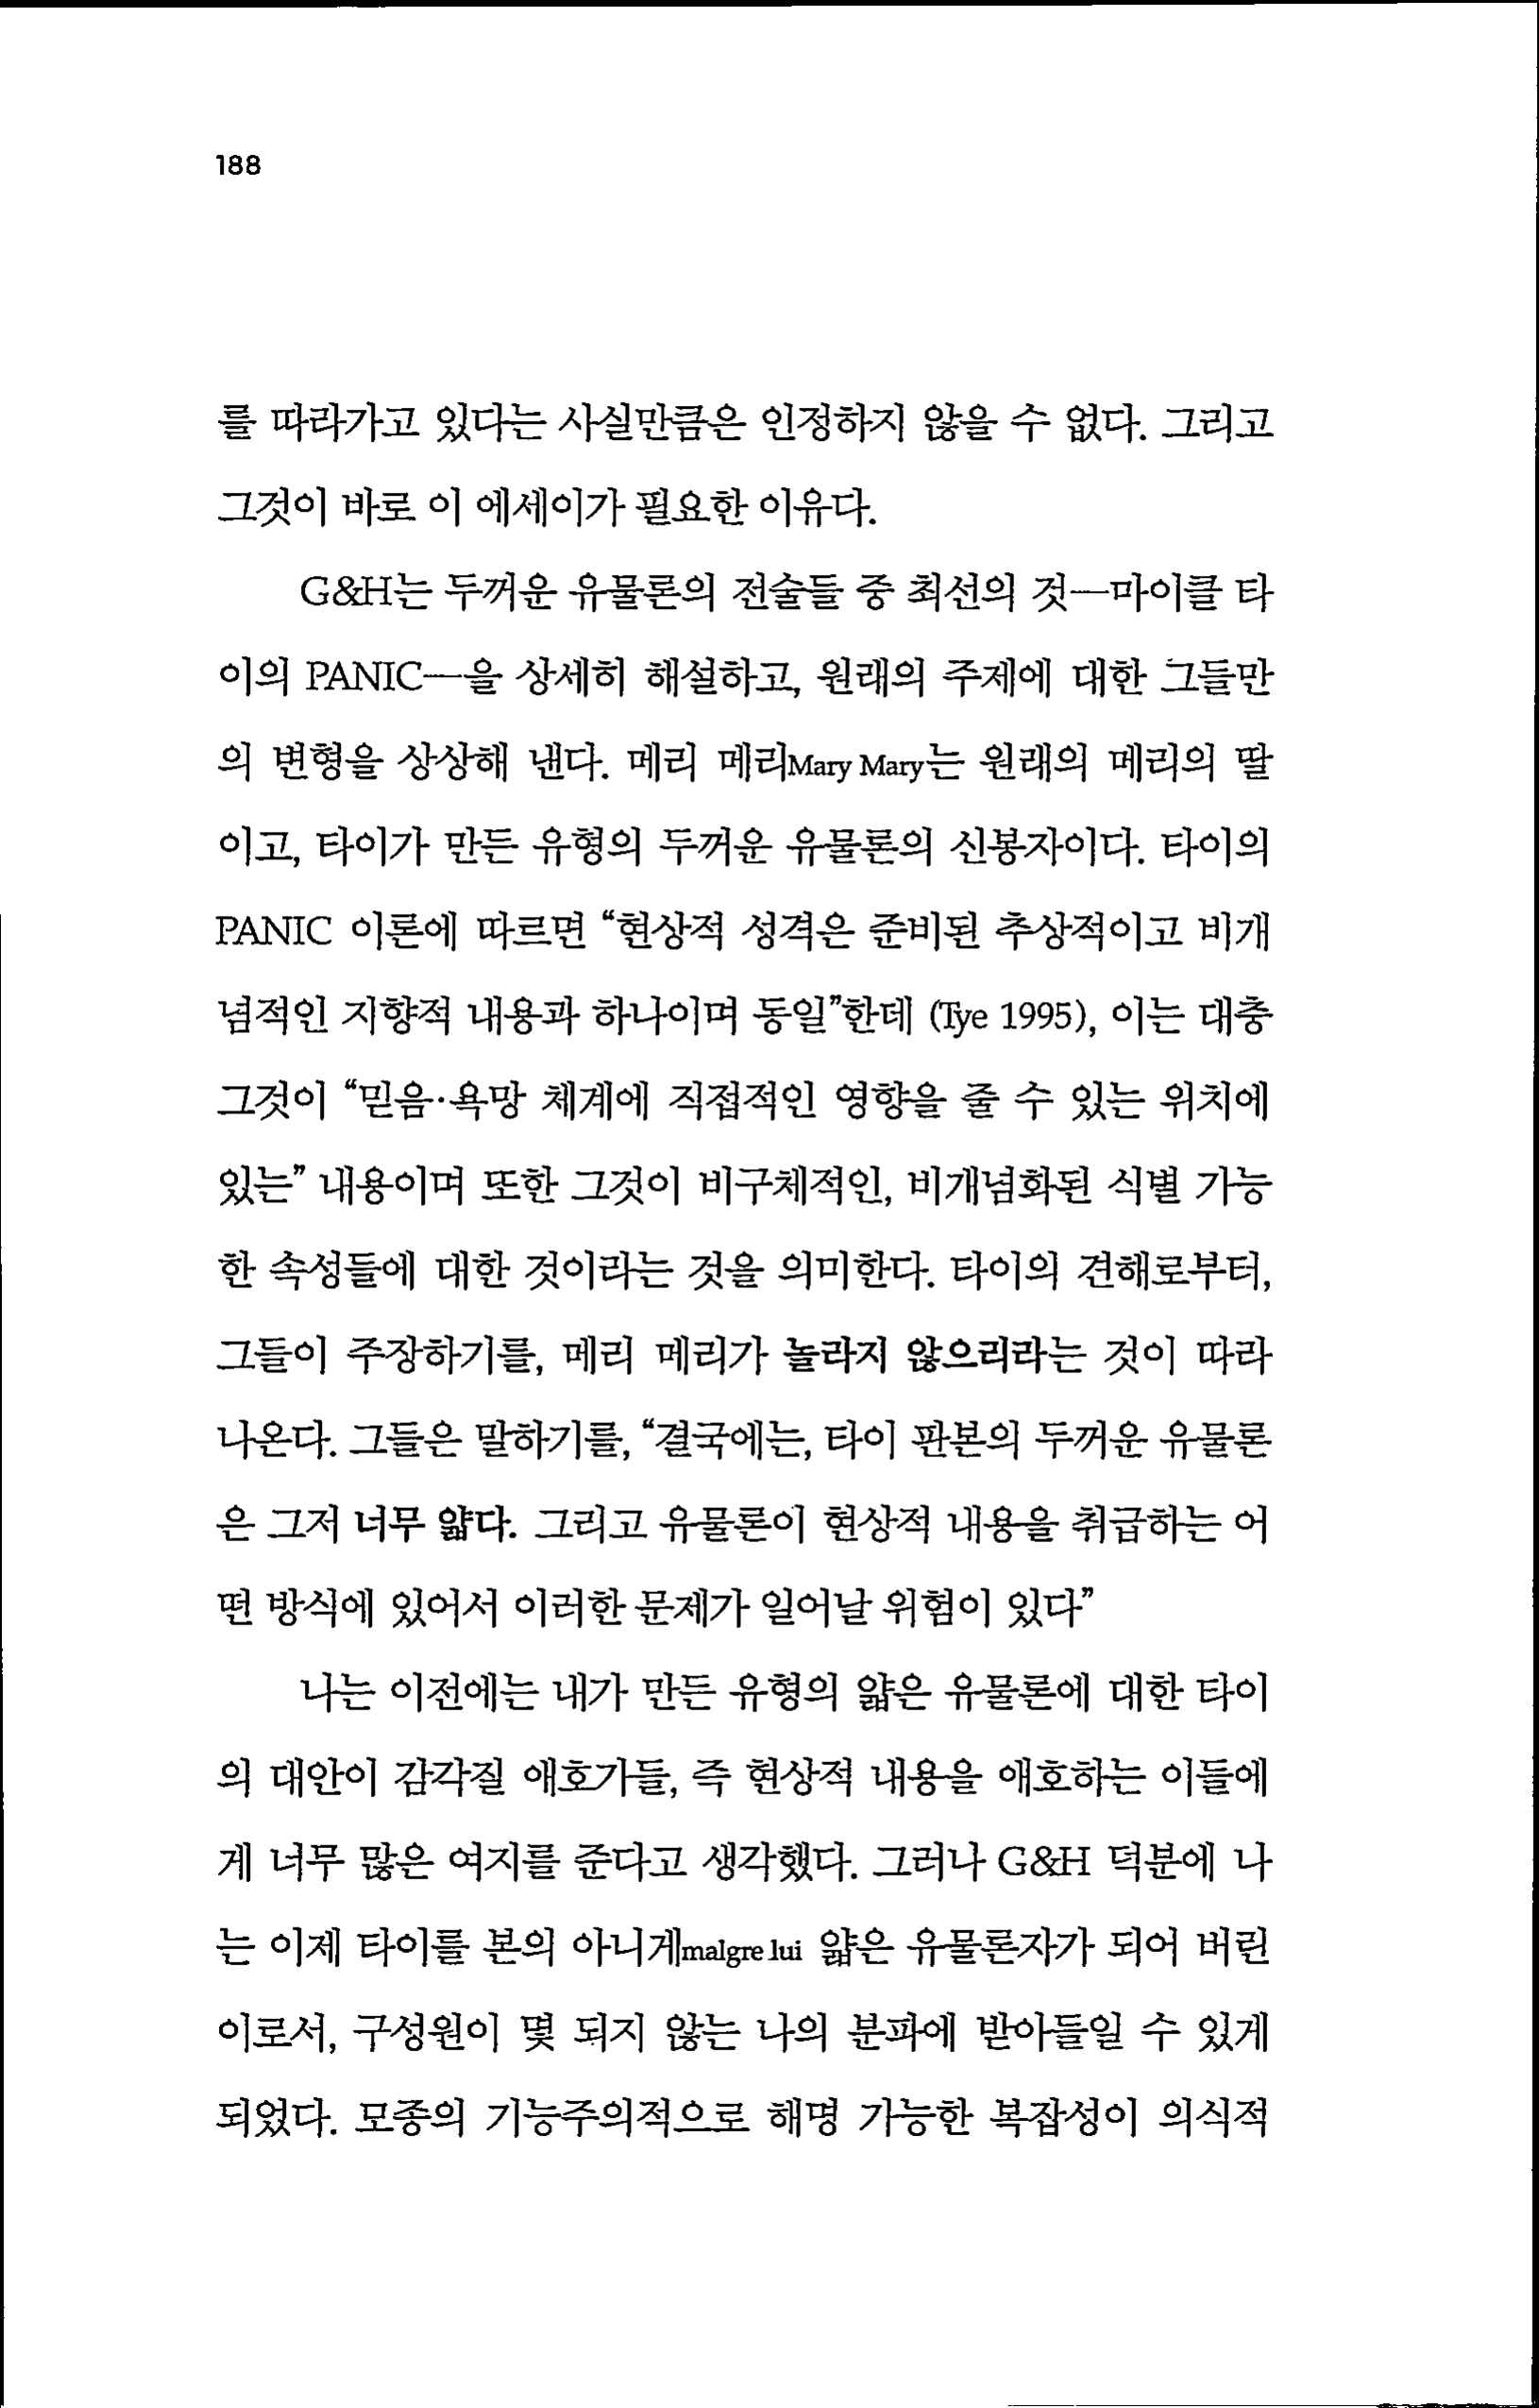 188
를 따라가고 있다는 사실만큼은 인정하지 않을 수 없다. 그리고
그것이 바로 이 에세이가 필요한 이유다.
G&H는 두꺼운 유물론의 전술들 중 최선의 것—마이클 타
이의 PANIC—을 상세히 해설하고, 원래의 주제에 대한 그들만
의 변형을 상상해 낸다. 메리 메리Mary Mary는 원래의 메리의 딸
이고, 타이가 만든 유형의 두꺼운 유물론의 신봉자이다. 타이의
PANIC 이론에 따르면 “현상적 성격은 준비된 추상적이고 비개
념적인 지향적 내용과 하나이며 동일”한데 (Tye 1995), 이는 대충
그것이 “믿음·욕망 체계에 직접적인 영향을 줄 수 있는 위치에
있는” 내용이며 또한 그것이 비구체적인, 비개념화된 식별 가능
한 속성들에 대한 것이라는 것을 의미한다. 타이의 견해로부터,
그들이 주장하기를, 메리 메리가 놀라지 않으리라는 것이 따라
나온다. 그들은 말하기를, “결국에는, 타이 판본의 두꺼운 유물론
은 그저 너무 얇다. 그리고 유물론이 현상적 내용을 취급하는 어
떤 방식에 있어서 이러한 문제가 일어날 위험이 있다”
나는 이전에는 내가 만든 유형의 얇은 유물론에 대한 타이
의 대안이 감각질 애호가들, 즉 현상적 내용을 애호하는 이들에
게 너무 많은 여지를 준다고 생각했다. 그러나 G&H 덕분에 나
는 이제 타이를 본의 아니게malgre lui 얇은 유물론자가 되어 버린
이로서, 구성원이 몇 되지 않는 나의 분파에 받아들일 수 있게
되었다. 모종의 기능주의적으로 해명 가능한 복잡성이 의식적